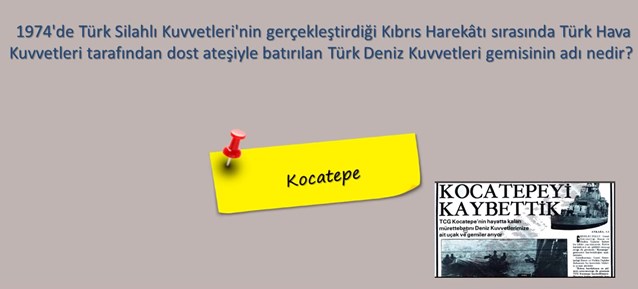 1974'de Türk Silahlı Kuvvetleri'nin gerçekleştirdiği Kıbrıs Harekâtı sırasında Türk Hava
Kuvvetleri tarafından dost ateşiyle batırılan Türk Deniz Kuvvetleri gemisinin adı nedir?
Kocatepe
KOCATEPEYİ
KAYBETTİK
TCG Kocatepe'nin hayatta kalan
mürettebatını Deniz Kuvvetlerimize
ait uçak ve gemiler arıyor